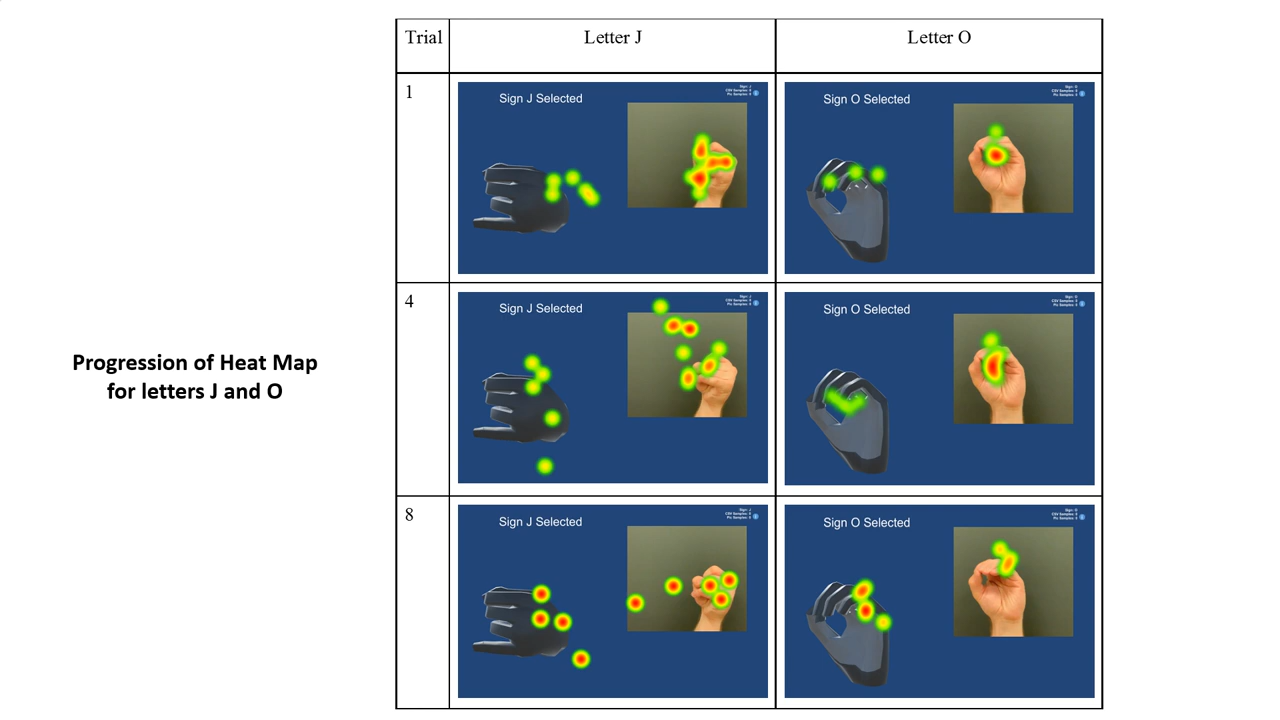 Trial
Letter J
Letter O
1
Sign J Selected
Sign O Selected
4
Sign J Selected
Sign O Selected
Progression of Heat Map
for letters J and O
8
Sign J Selected
Sign O Selected